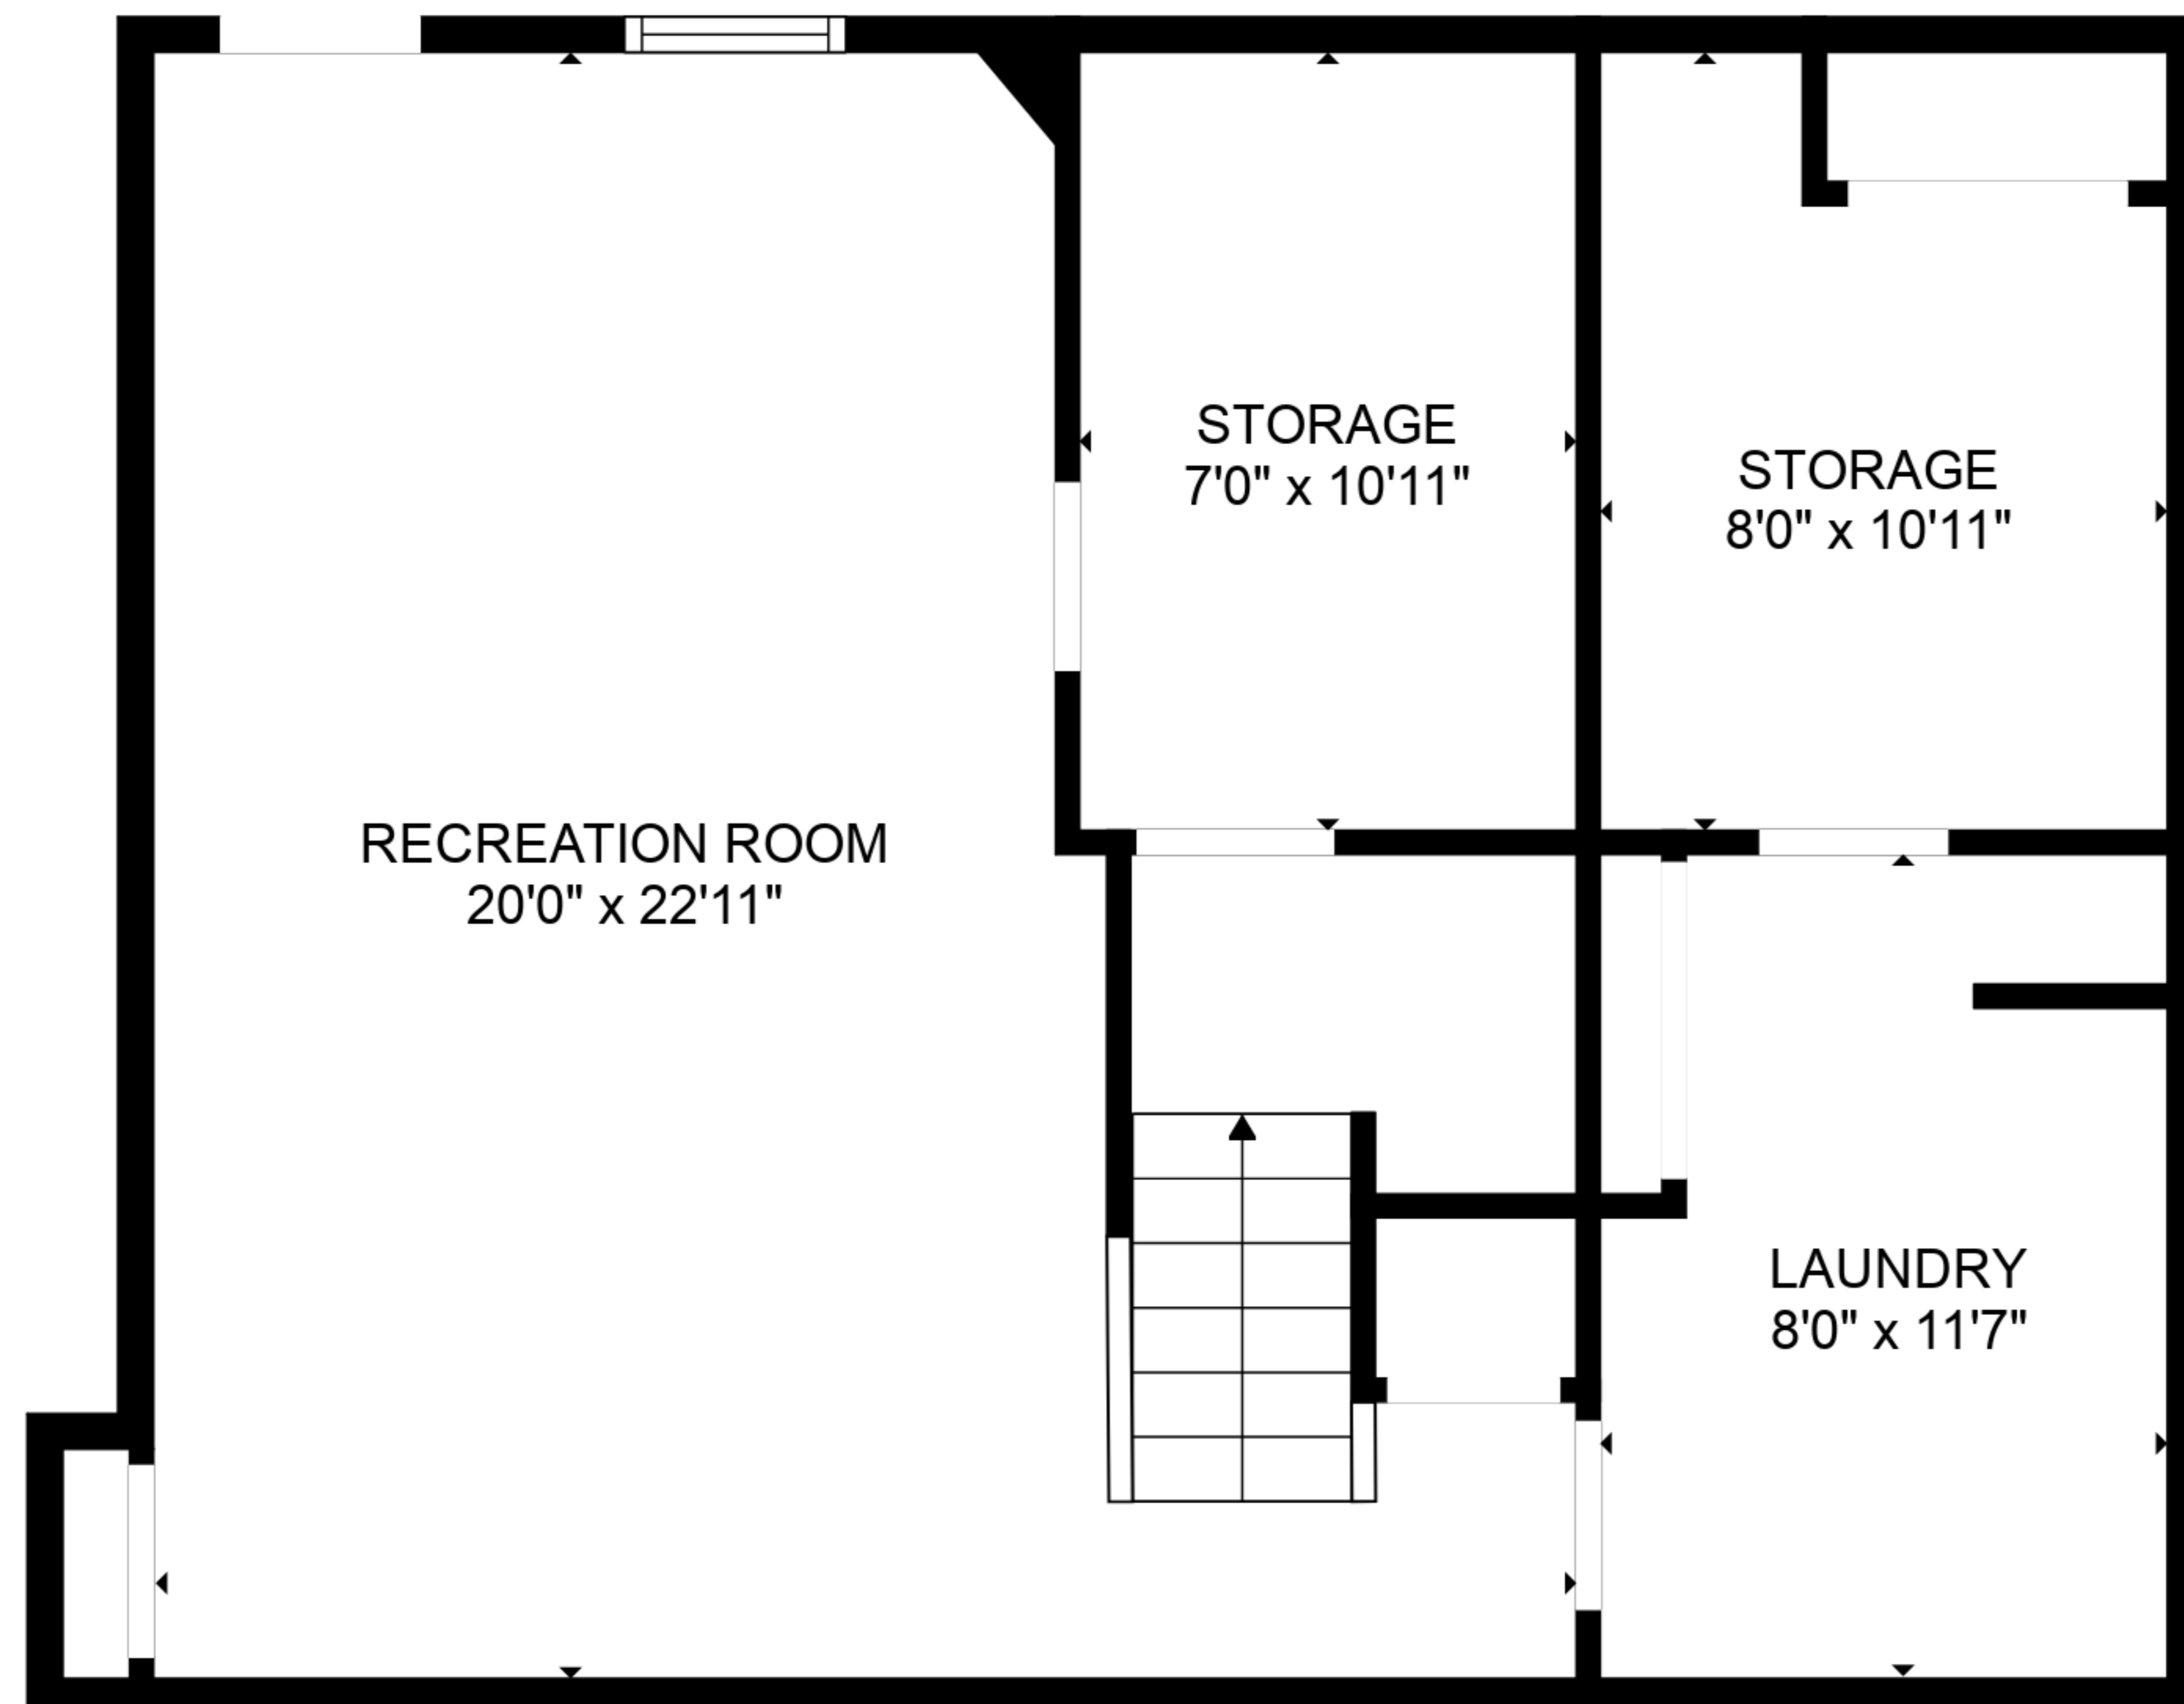 STORAGE
7'0" x 10'11"
STORAGE
8'0" x 10'11"
RECREATION ROOM
20'0" x 22'11"
LAUNDRY
8'0" x 11'7"